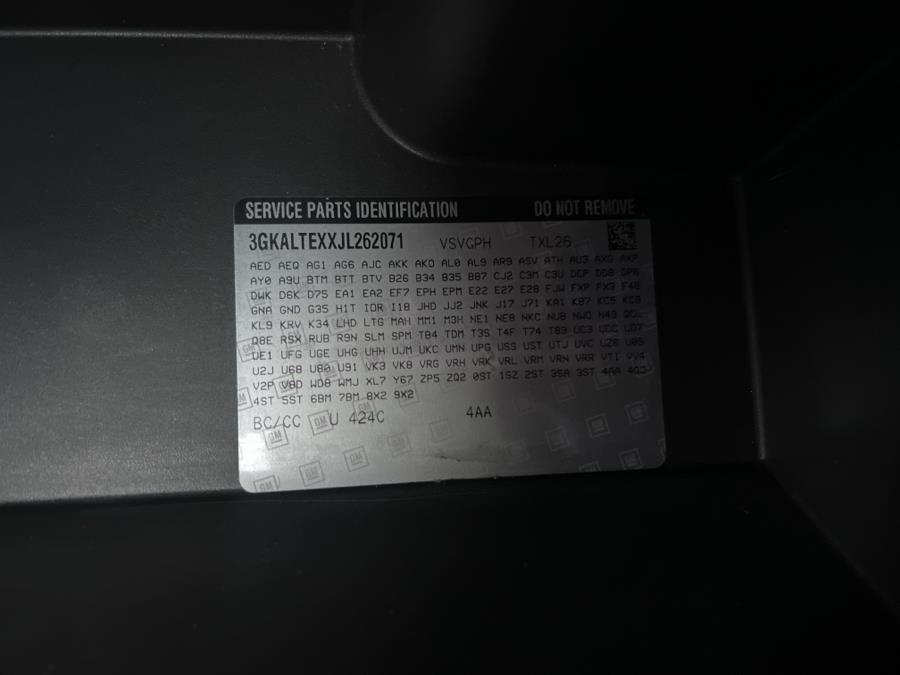 SERVICE PARTS IDENTIFICATION DO NOT REMOVE
3GKALTEXXJL262071 VSVGPH TXL26
AED AEQ AG1 AG6 AJC AKK AKO AL0 AL9 AR9 ASV ATH AU3 AXG AXP
AY0 A9U BTM BTT BTV B26 B34 B35 B87 CJ2 C3M C3U DCP DD8 DP6
DWK D6K D75 EA1 EA2 EF7 EPH EPM E22 E27 E28 FJW FXP FX3 F48
GNA GND G35 H1T IOR I18 JHD JJ2 JNK J17 J71 KA1 K87 KC5 KC9
KL9 KRV K34 LHD LTG MAH MM1 M3H NE1 NE8 NKC NU8 NWO N43
Q8E RSX RUB R9N SLM SPM TB4 TDM T3S T4F T74 T83 UC3 UDC UD7
UE1 UFG UGE UHG UHH UJM UKC UMN UPG USS UST UTJ UVC U2B U05
U2J U68 U80 U91 VK3 VK8 VRG VRH VRK VRL VRM VRN VRR VTI VV4
V2P V8D WD8 WMJ XL7 Y67 ZP5 ZQ2 0ST 1SZ 2ST 3SA 3ST 4AA
4ST 5ST 6BM 7BM 8X2 9X2
BC/CC U 424C 4AA